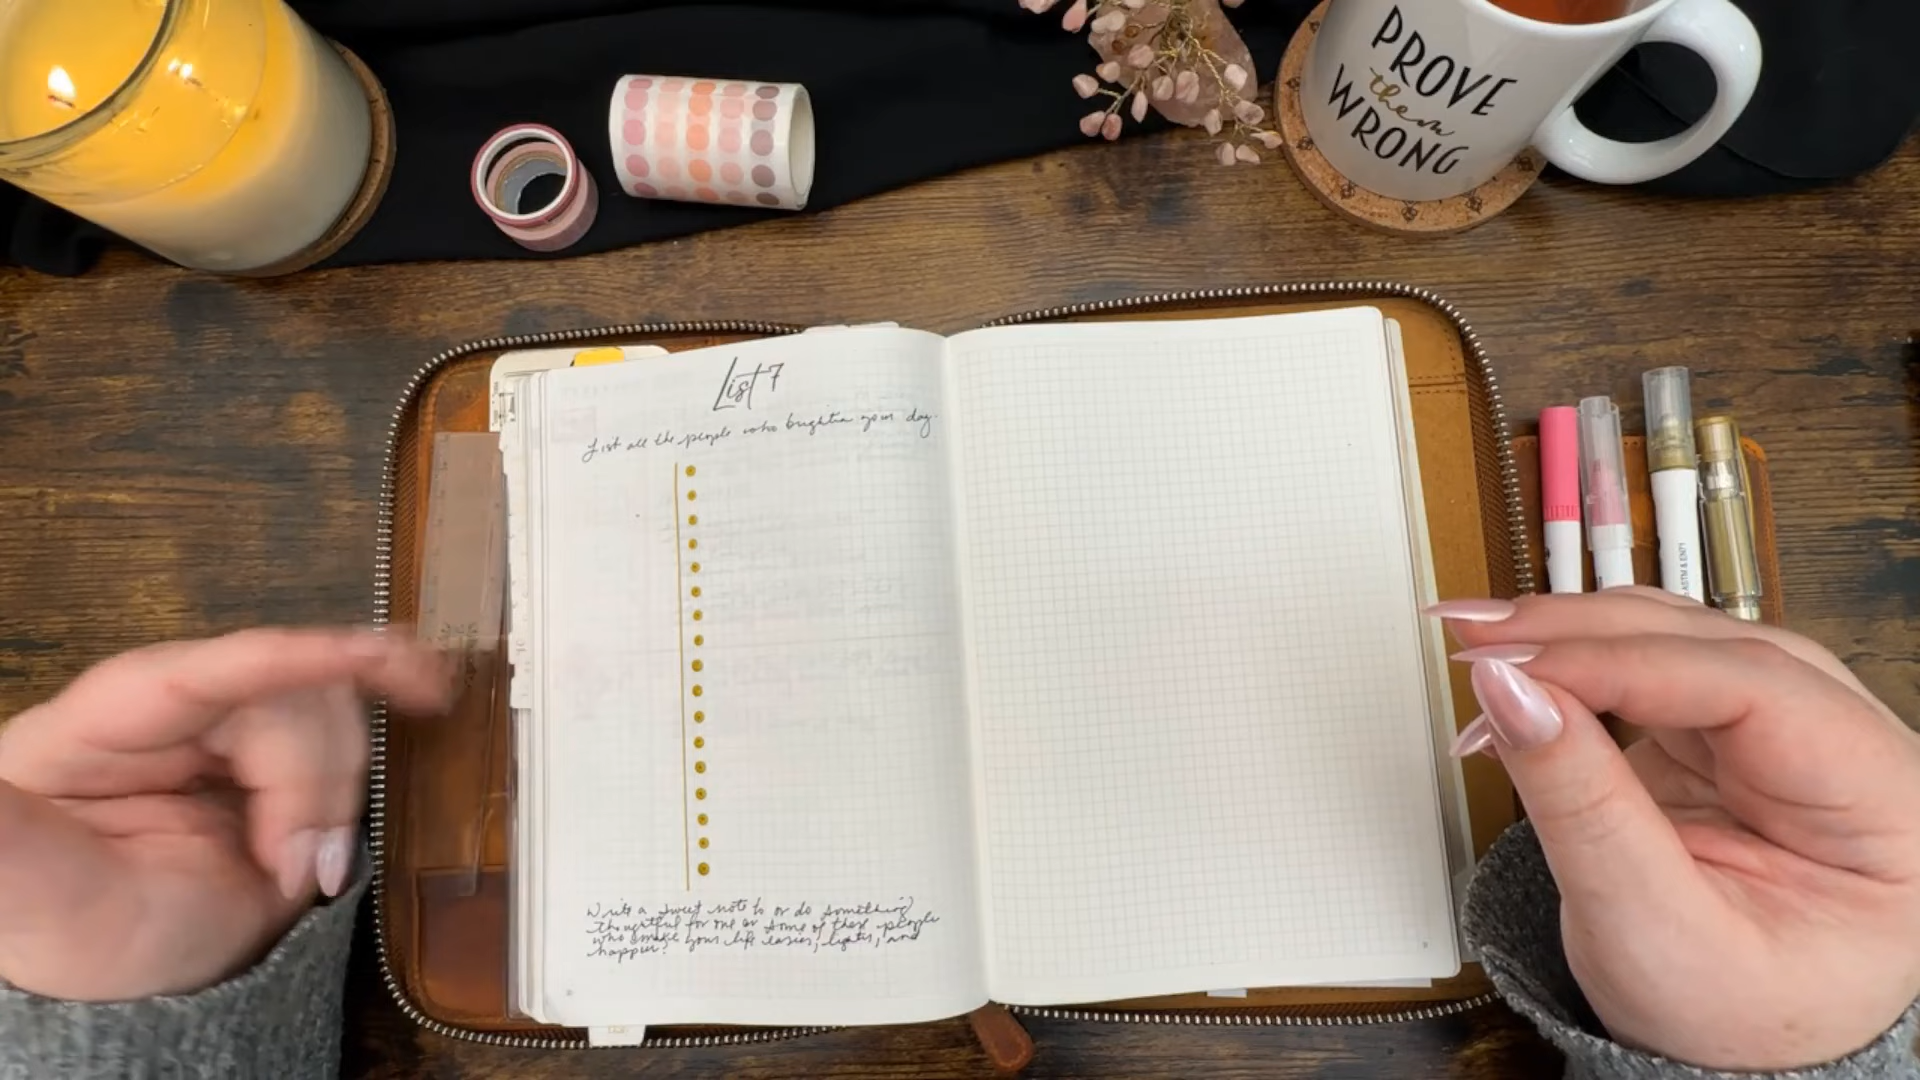 PROVE
them
WRONG
List 7
List all the people who brighten your day.
Write a sweet note to or do something
thoughtful for one or some of these people
who make your life easier, lighter, and
happier!